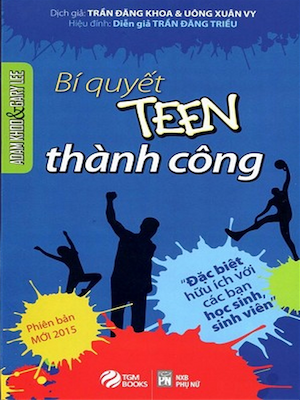 Dịch giả: TRẦN ĐĂNG KHOA & UÔNG XUÂN VY
Hiệu đính: Diễn giả TRẦN ĐĂNG TRIỀU
ADAM KHOO & GARY LEE
Bí quyết
TEEN
thành công
"Đặc biệt
hữu ích với
các bạn
học sinh,
sinh viên"
Phiên bản
MỚI 2015
TGM
BOOKS
PN
NXB
PHỤ NỮ